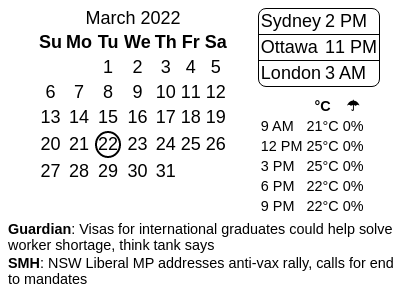 March 2022
Su Mo Tu We Th Fr Sa
1 2 3 4 5
6 7 8 9 10 11 12
13 14 15 16 17 18 19
20 21 22 23 24 25 26
27 28 29 30 31
Sydney 2 PM
Ottawa 11 PM
London 3 AM
°C ☂
9 AM 21°C 0%
12 PM 25°C 0%
3 PM 25°C 0%
6 PM 22°C 0%
9 PM 22°C 0%
Guardian: Visas for international graduates could help solve
worker shortage, think tank says
SMH: NSW Liberal MP addresses anti-vax rally, calls for end
to mandates